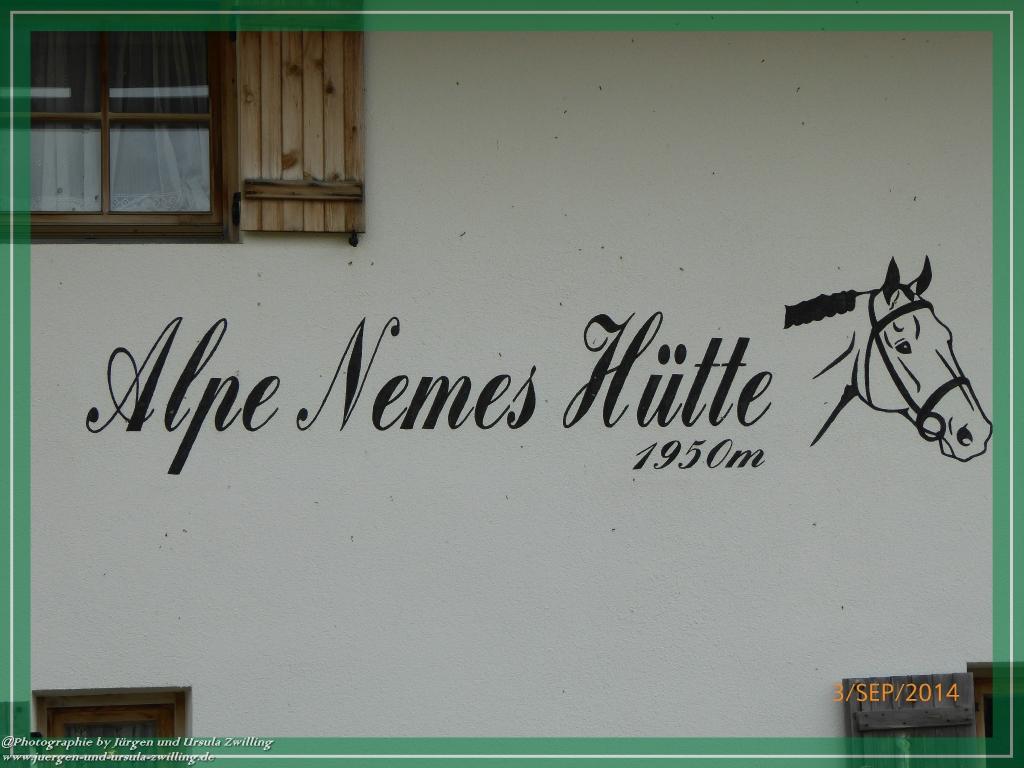 Alpe Nemes Hütte
1950m
3/SEP/2014
@Photographie by Jürgen und Ursula Zwilling
www.juergen-und-ursula-zwilling.de